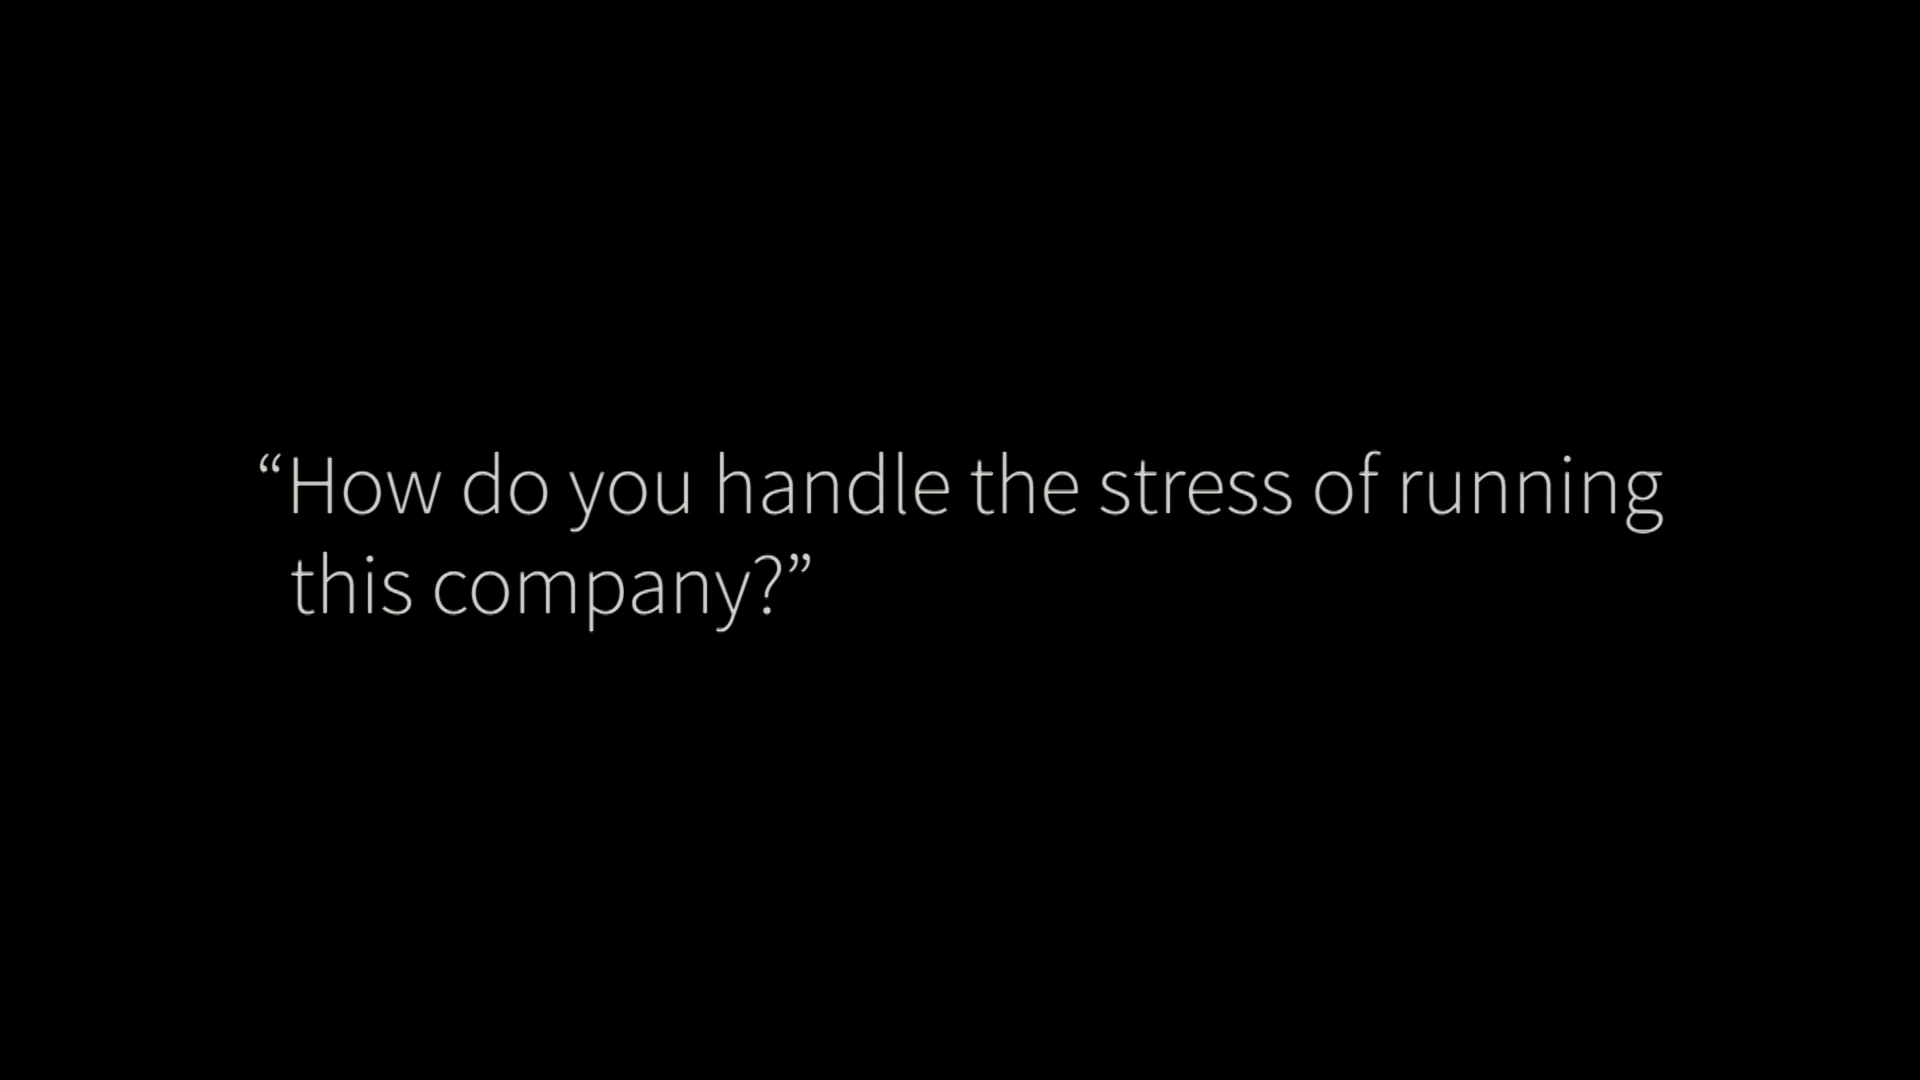 “How do you handle the stress of running
this company?”